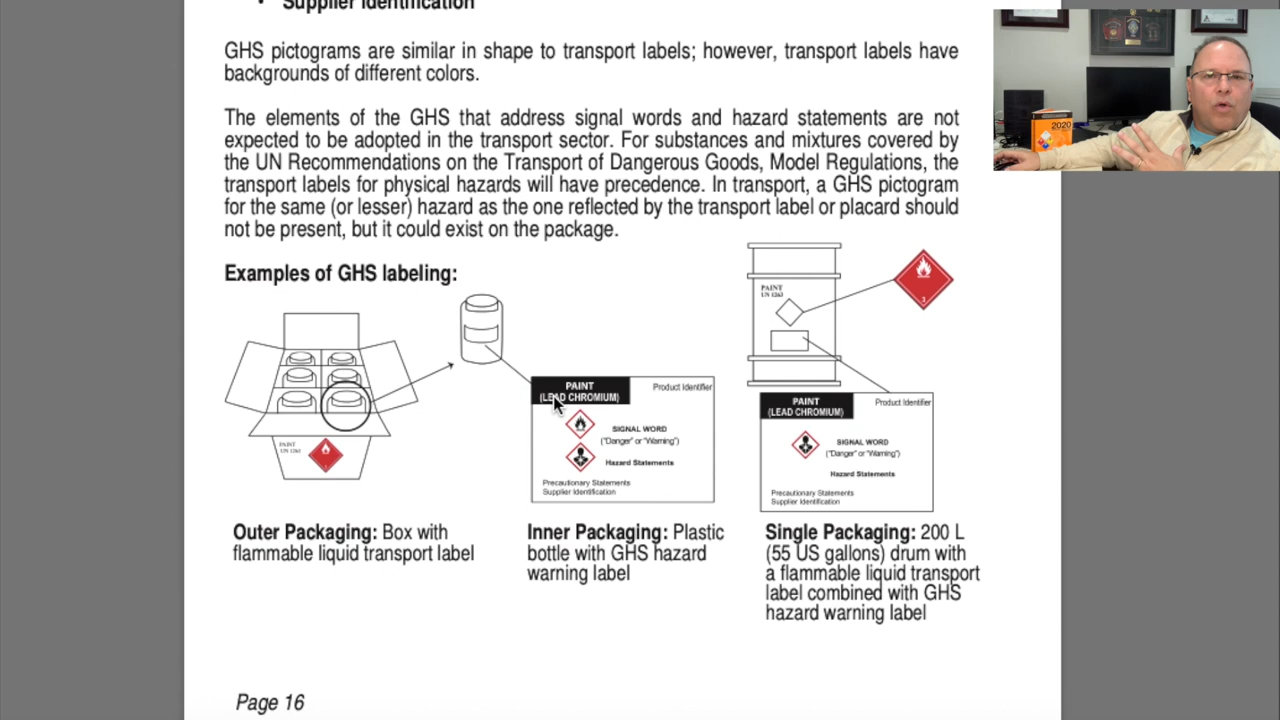 • Supplier Identification
GHS pictograms are similar in shape to transport labels; however, transport labels have
backgrounds of different colors.
The elements of the GHS that address signal words and hazard statements are not
expected to be adopted in the transport sector. For substances and mixtures covered by
the UN Recommendations on the Transport of Dangerous Goods, Model Regulations, the
transport labels for physical hazards will have precedence. In transport, a GHS pictogram
for the same (or lesser) hazard as the one reflected by the transport label or placard should
not be present, but it could exist on the package.
Examples of GHS labeling:
PAINT
UN 1263
PAINT
(LEAD CHROMIUM)
Product Identifier
SIGNAL WORD
("Danger" or "Warning")
Hazard Statements
Precautionary Statements
Supplier Identification
PAINT
UN 1263
3
PAINT
(LEAD CHROMIUM)
Product Identifier
SIGNAL WORD
("Danger" or "Warning")
Hazard Statements
Precautionary Statements
Supplier Identification
Outer Packaging: Box with
flammable liquid transport label
Inner Packaging: Plastic
bottle with GHS hazard
warning label
Single Packaging: 200 L
(55 US gallons) drum with
a flammable liquid transport
label combined with GHS
hazard warning label
Page 16
2020